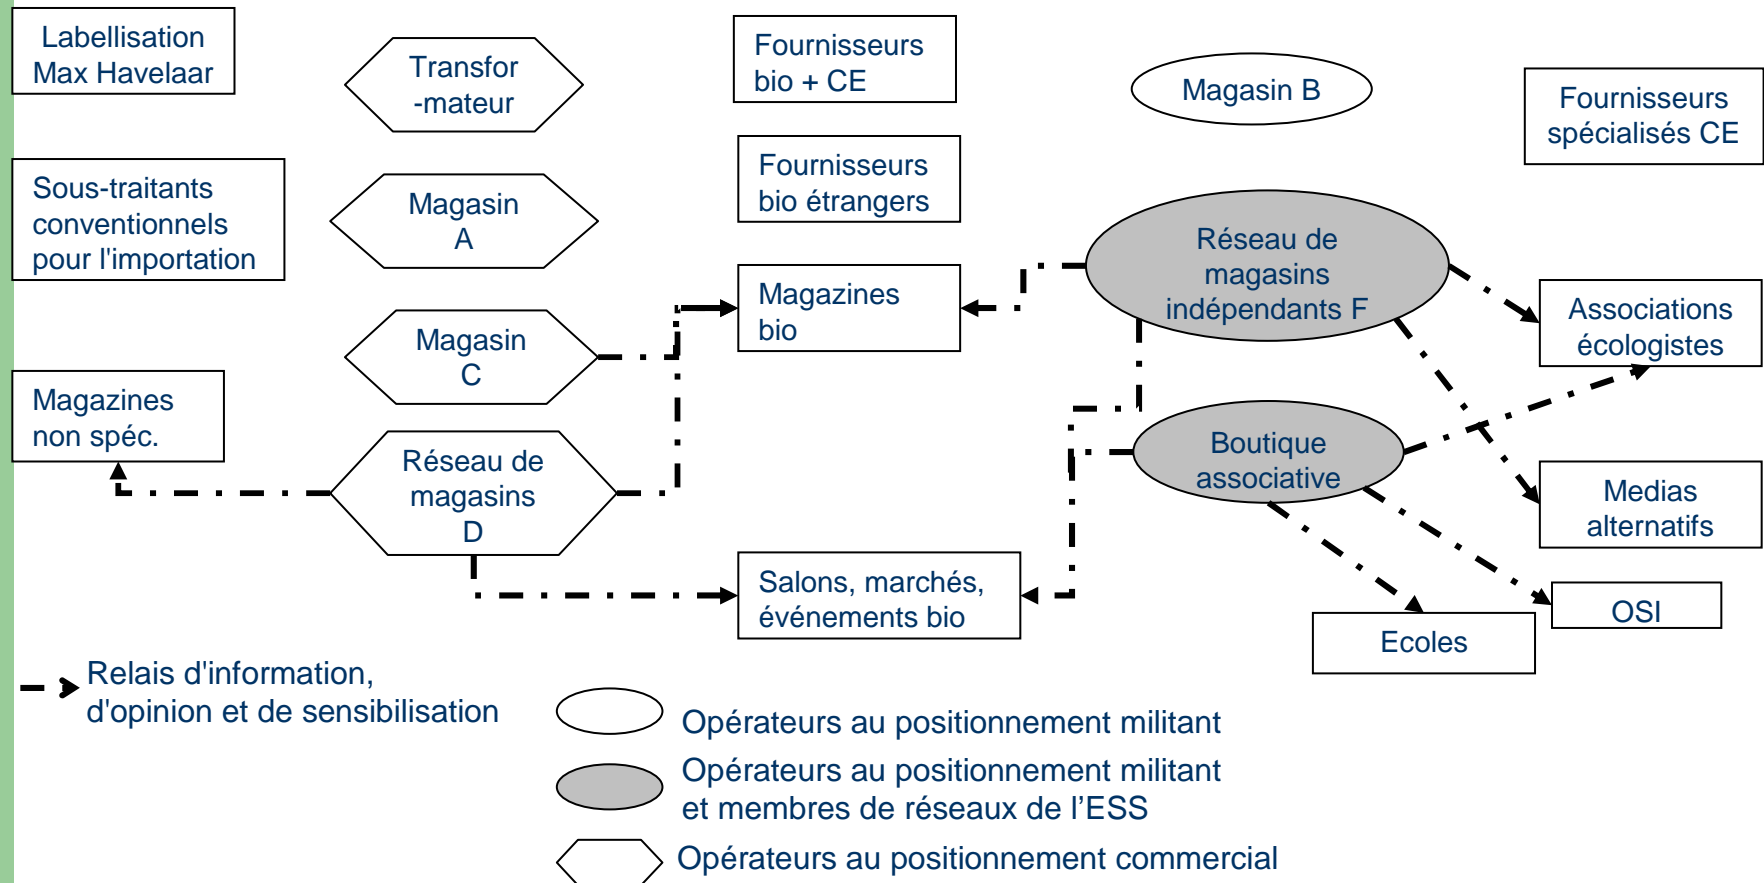 Labellisation
Max Havelaar
Transfor
-mateur
Fournisseurs
bio + CE
Magasin B
Fournisseurs
spécialisés CE
Sous-traitants
conventionnels
pour l'importation
Magasin
A
Fournisseurs
bio étrangers
Réseau de
magasins
indépendants F
Magazines
bio
Associations
écologistes
Magasin
C
Magazines
non spéc.
Réseau de
magasins
D
Boutique
associative
Medias
alternatifs
Salons, marchés,
événements bio
OSI
Ecoles
Relais d'information,
d'opinion et de sensibilisation
Opérateurs au positionnement militant
Opérateurs au positionnement militant
et membres de réseaux de l’ESS
Opérateurs au positionnement commercial